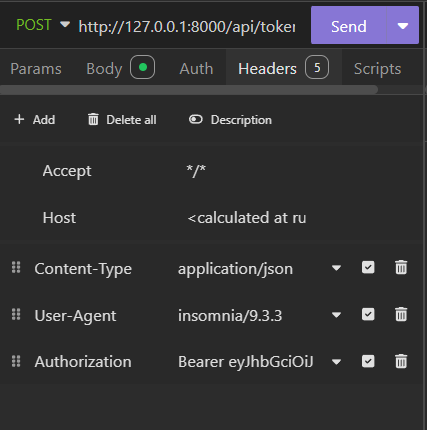 POST http://127.0.0.1:8000/api/token Send
Params Body Auth Headers 5 Scripts
+ Add Delete all Description
Accept */*
Host <calculated at ru
Content-Type application/json
User-Agent insomnia/9.3.3
Authorization Bearer eyJhbGciOiJ